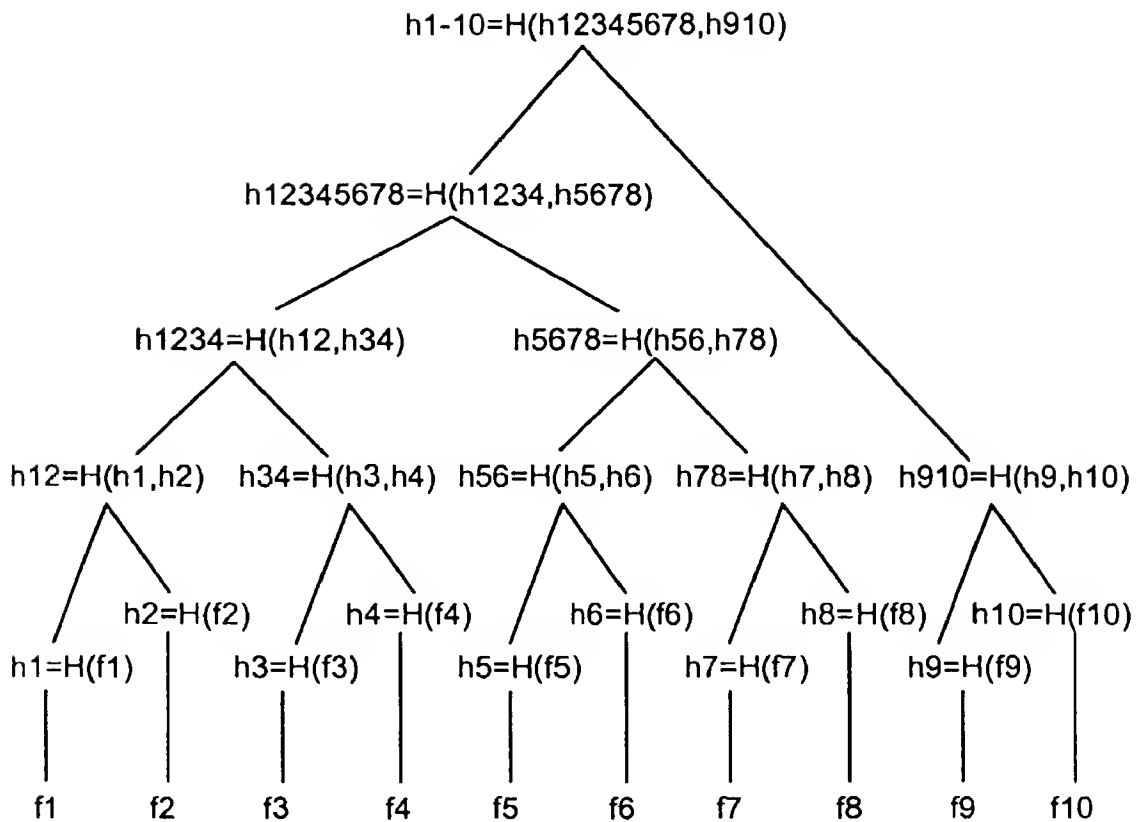 h1-10=H(h12345678,h910)
h12345678=H(h1234,h5678)
h1234=H(h12,h34) h5678=H(h56,h78)
h12=H(h1,h2) h34=H(h3,h4) h56=H(h5,h6) h78=H(h7,h8) h910=H(h9,h10)
h2=H(f2) h4=H(f4) h6=H(f6) h8=H(f8) h10=H(f10)
h1=H(f1) h3=H(f3) h5=H(f5) h7=H(f7) h9=H(f9)
f1 f2 f3 f4 f5 f6 f7 f8 f9 f10